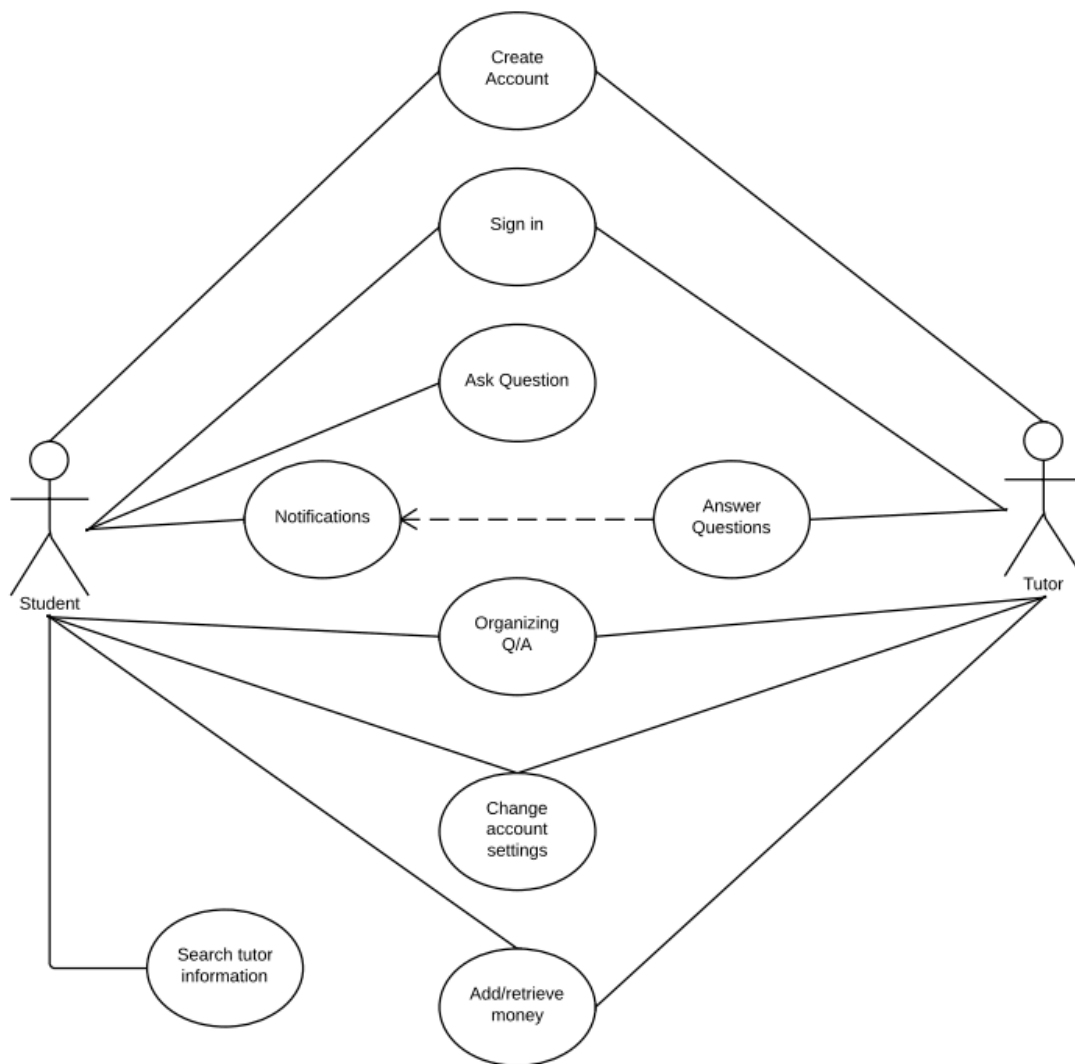 Create
Account
Sign in
Ask Question
Notifications
Answer
Questions
Tutor
Student
Organizing
Q/A
Change
account
settings
Search tutor
information
Add/retrieve
money